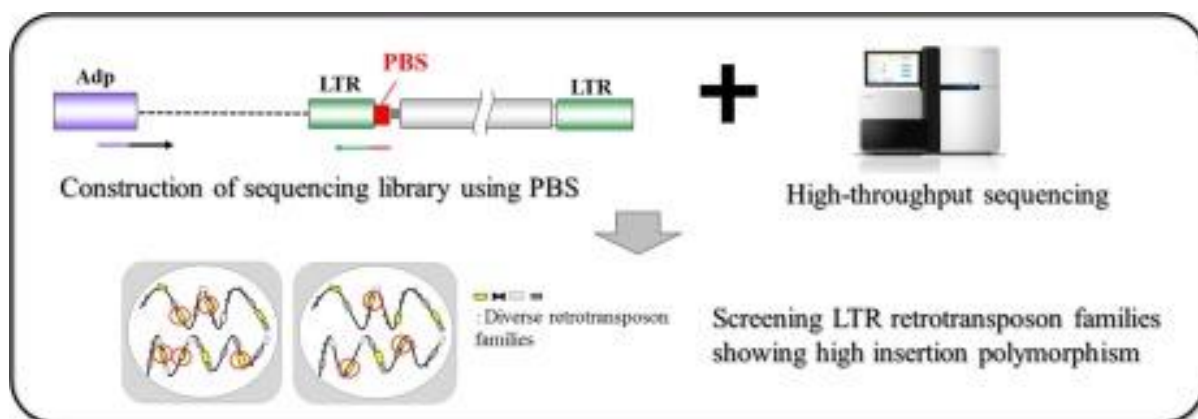 Adp
LTR
PBS
LTR
Construction of sequencing library using PBS
High-throughput sequencing
: Diverse retrotransposon
families
Screening LTR retrotransposon families
showing high insertion polymorphism